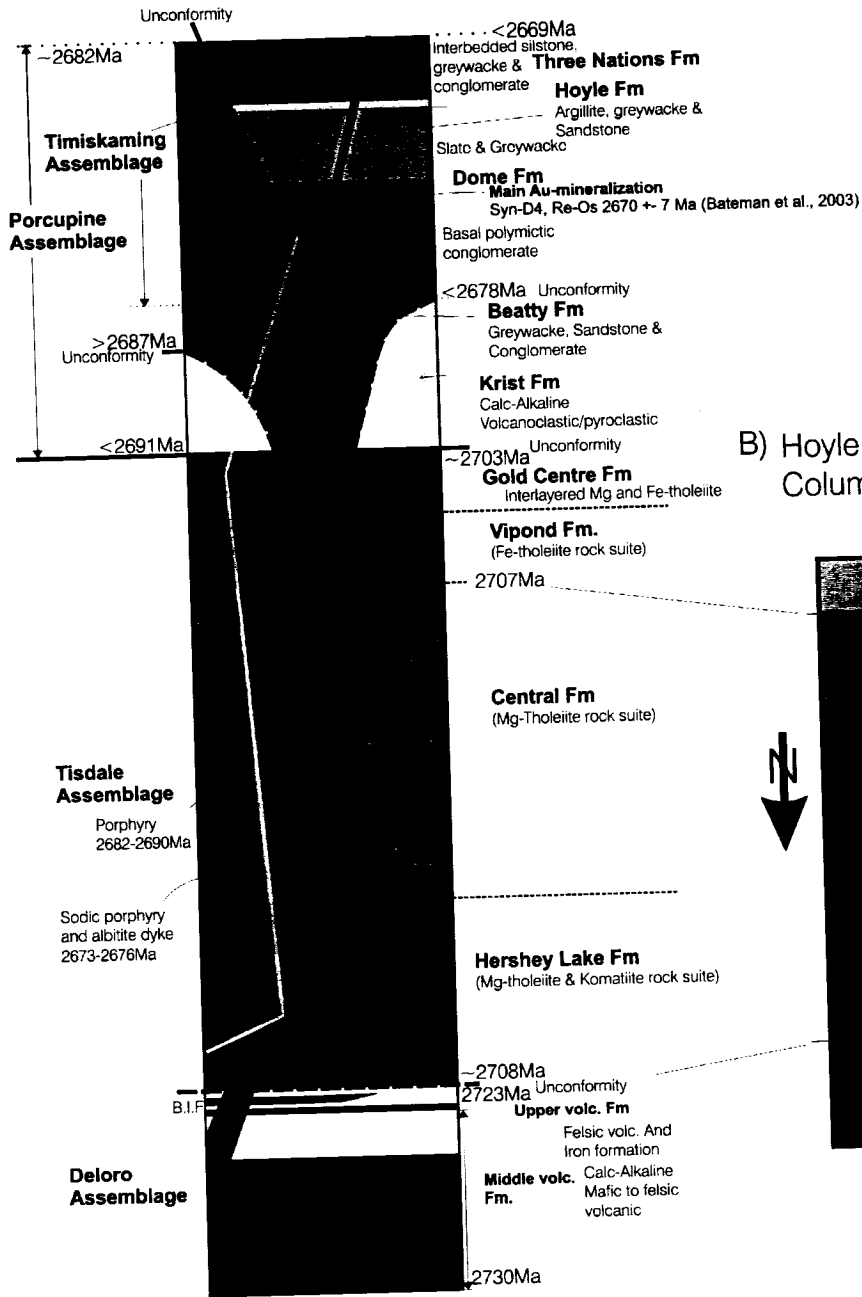 Unconformity
<2669Ma
~2682Ma
Interbedded silstone,
greywacke &
conglomerate
Three Nations Fm
Hoyle Fm
Argillite, greywacke &
Sandstone
Timiskaming
Assemblage
Slate & Greywacke
Dome Fm
Main Au-mineralization
Syn-D4, Re-Os 2670 +- 7 Ma (Bateman et al., 2003)
Porcupine
Assemblage
Basal polymictic
conglomerate
<2678Ma Unconformity
Beatty Fm
Greywacke, Sandstone &
Conglomerate
>2687Ma
Unconformity
Krist Fm
Calc-Alkaline
Volcanoclastic/pyroclastic
<2691Ma
Unconformity
~2703Ma
Gold Centre Fm
Interlayered Mg and Fe-tholeiite
B) Hoyle
Colum
Vipond Fm.
(Fe-tholeiite rock suite)
2707Ma
Central Fm
(Mg-Tholeiite rock suite)
N
Tisdale
Assemblage
Porphyry
2682-2690Ma
Sodic porphyry
and albitite dyke
2673-2676Ma
Hershey Lake Fm
(Mg-tholeiite & Komatiite rock suite)
~2708Ma
2723Ma Unconformity
B.I.F
Upper volc. Fm
Felsic volc. And
Iron formation
Deloro
Assemblage
Middle volc.
Fm.
Calc-Alkaline
Mafic to felsic
volcanic
2730Ma